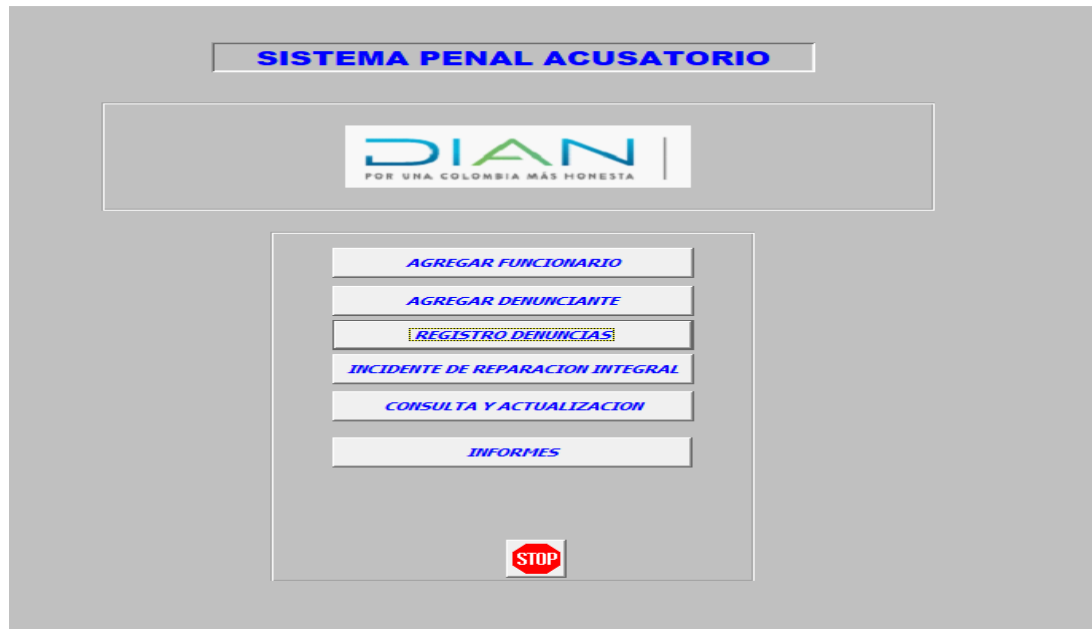 SISTEMA PENAL ACUSATORIO
DIAN
POR UNA COLOMBIA MÁS HONESTA
AGREGAR FUNCIONARIO
AGREGAR DENUNCIANTE
REGISTRO DENUNCIAS
INCIDENTE DE REPARACION INTEGRAL
CONSULTA Y ACTUALIZACION
INFORMES
STOP